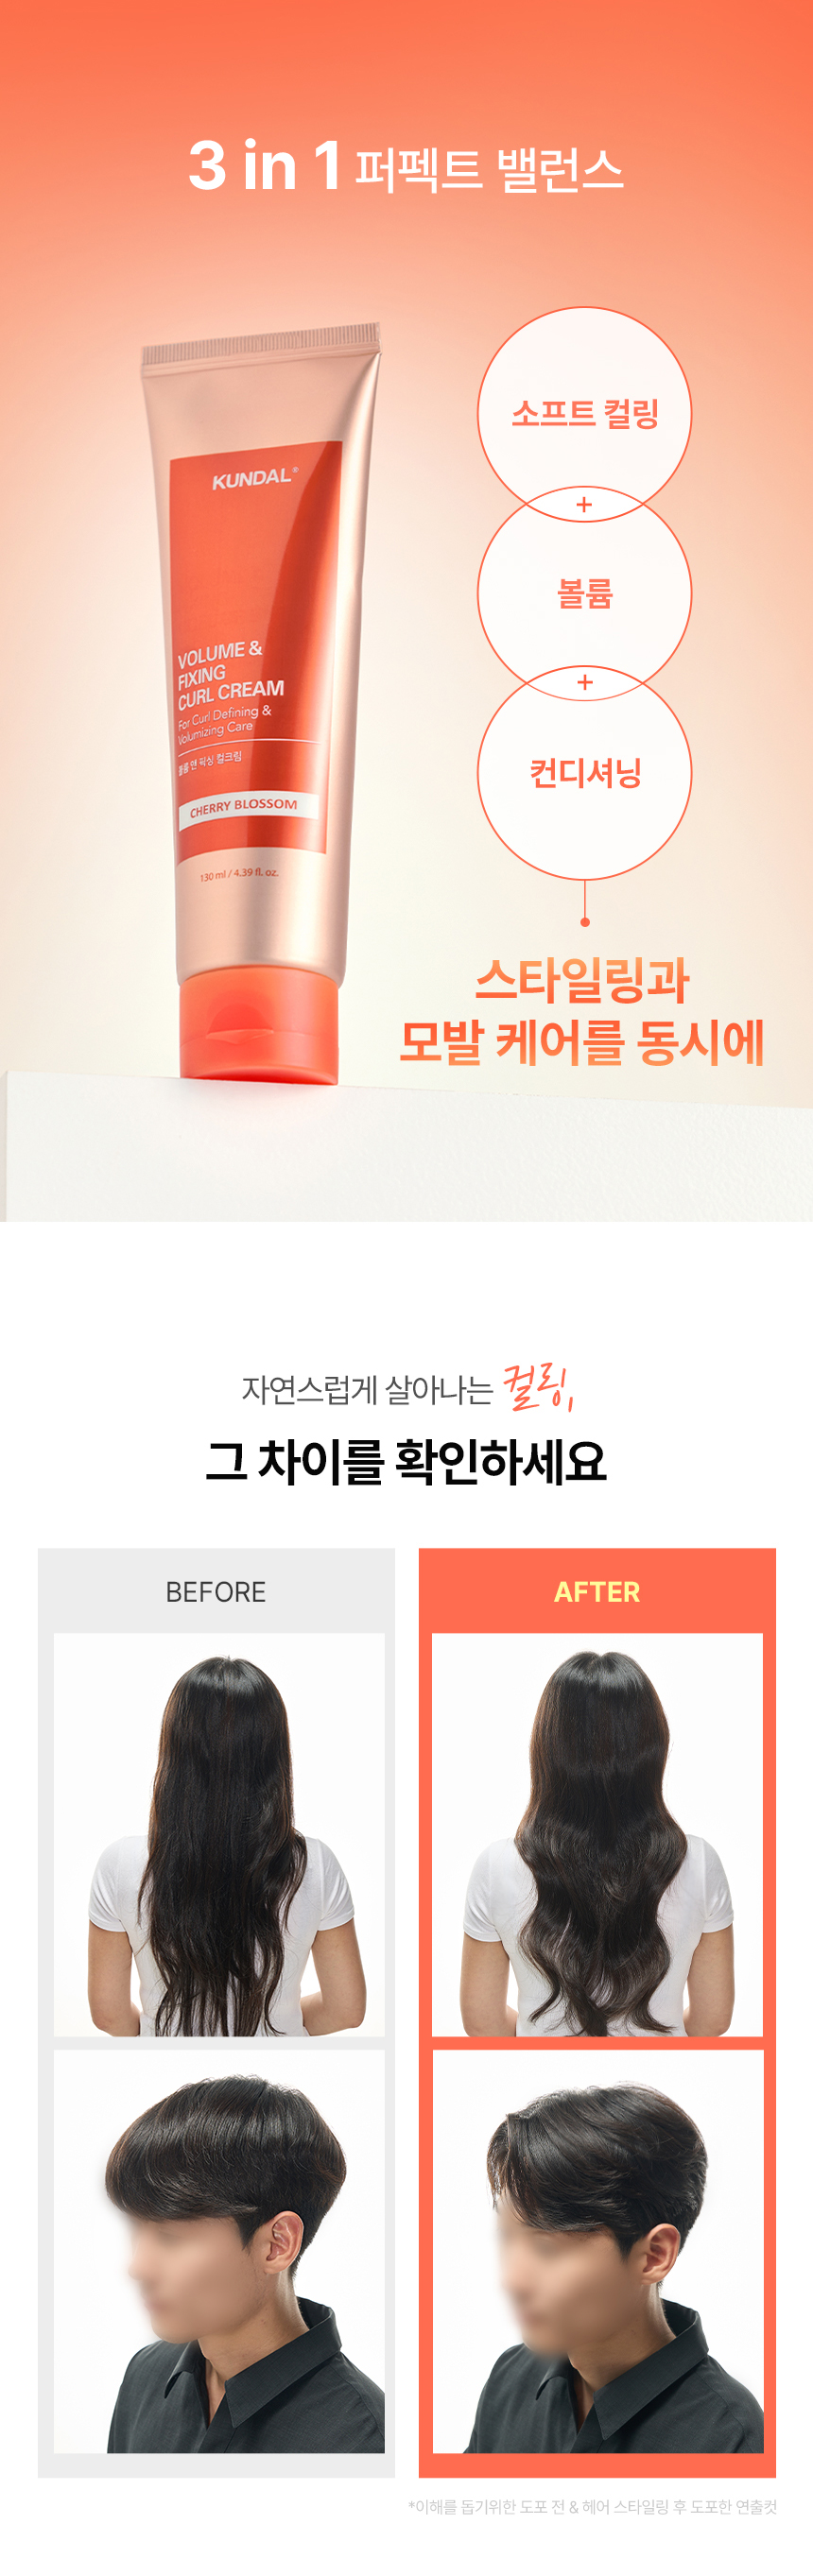 3 in 1 퍼펙트 밸런스
KUNDAL®
VOLUME &
FIXING
CURL CREAM
For Curl Defining &
Volumizing Care
볼륨 앤 픽싱 컬크림
CHERRY BLOSSOM
130 ml / 4.39 fl. oz.
소프트 컬링
+
볼륨
+
컨디셔닝
스타일링과
모발 케어를 동시에
자연스럽게 살아나는 컬링,
그 차이를 확인하세요
BEFORE
AFTER
*이해를 돕기위한 도포 전 & 헤어 스타일링 후 도포한 연출컷